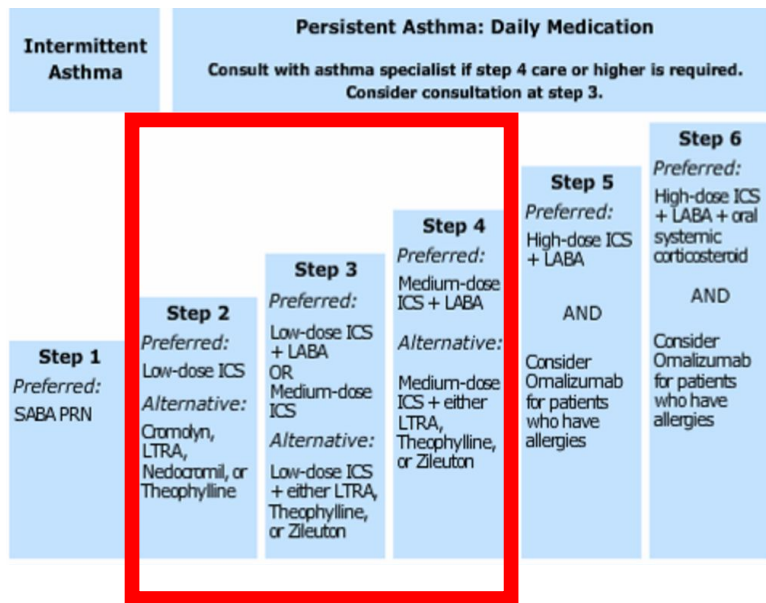 Intermittent
Asthma
Persistent Asthma: Daily Medication
Consult with asthma specialist if step 4 care or higher is required.
Consider consultation at step 3.
Step 1
Preferred:
SABA PRN
Step 2
Preferred:
Low-dose ICS
Alternative:
Cromolyn,
LTRA,
Nedocromil, or
Theophylline
Step 3
Preferred:
Low-dose ICS
+ LABA
OR
Medium-dose
ICS
Alternative:
Low-dose ICS
+ either LTRA,
Theophylline,
or Zileuton
Step 4
Preferred:
Medium-dose
ICS + LABA
Alternative:
Medium-dose
ICS + either
LTRA,
Theophylline,
or Zileuton
Step 5
Preferred:
High-dose ICS
+ LABA
AND
Consider
Omalizumab
for patients
who have
allergies
Step 6
Preferred:
High-dose ICS
+ LABA + oral
systemic
corticosteroid
AND
Consider
Omalizumab
for patients
who have
allergies